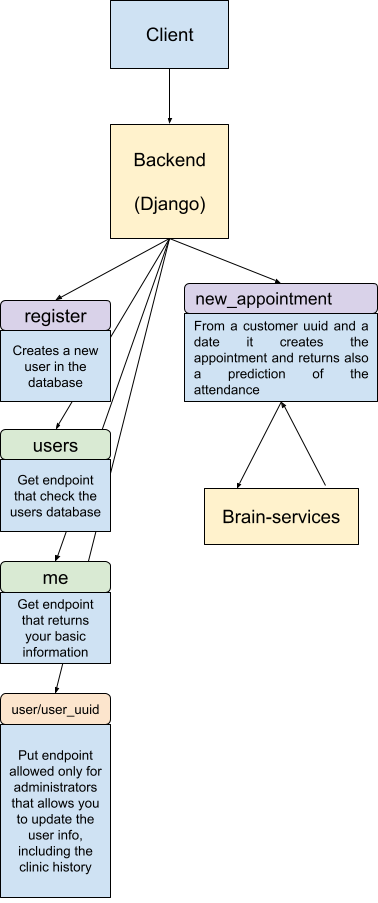 Client
Backend
(Django)
register
Creates a new
user in the
database
new_appointment
From a customer uuid and a
date it creates the
appointment and returns also
a prediction of the
attendance
users
Get endpoint
that check the
users database
Brain-services
me
Get endpoint
that returns
your basic
information
user/user_uuid
Put endpoint
allowed only for
administrators
that allows you
to update the
user info,
including the
clinic history